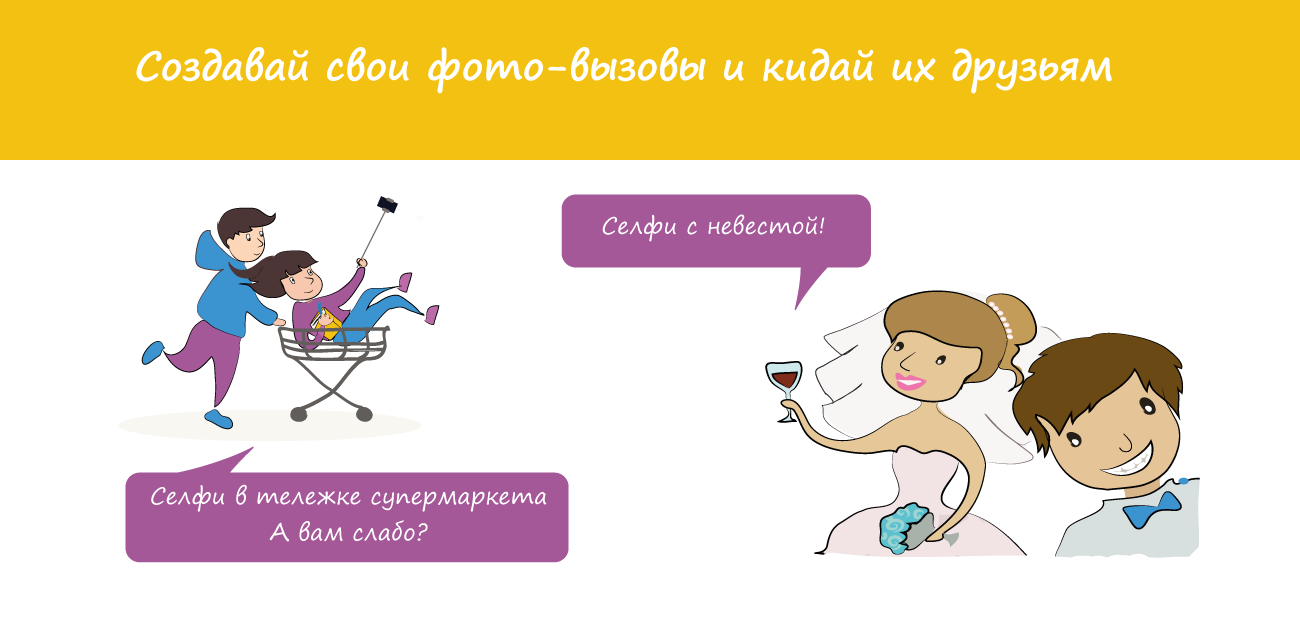 Создавай свои фото-вызовы и кидай их друзьям
Селфи с невестой!
Селфи в тележке супермаркета
А вам слабо?